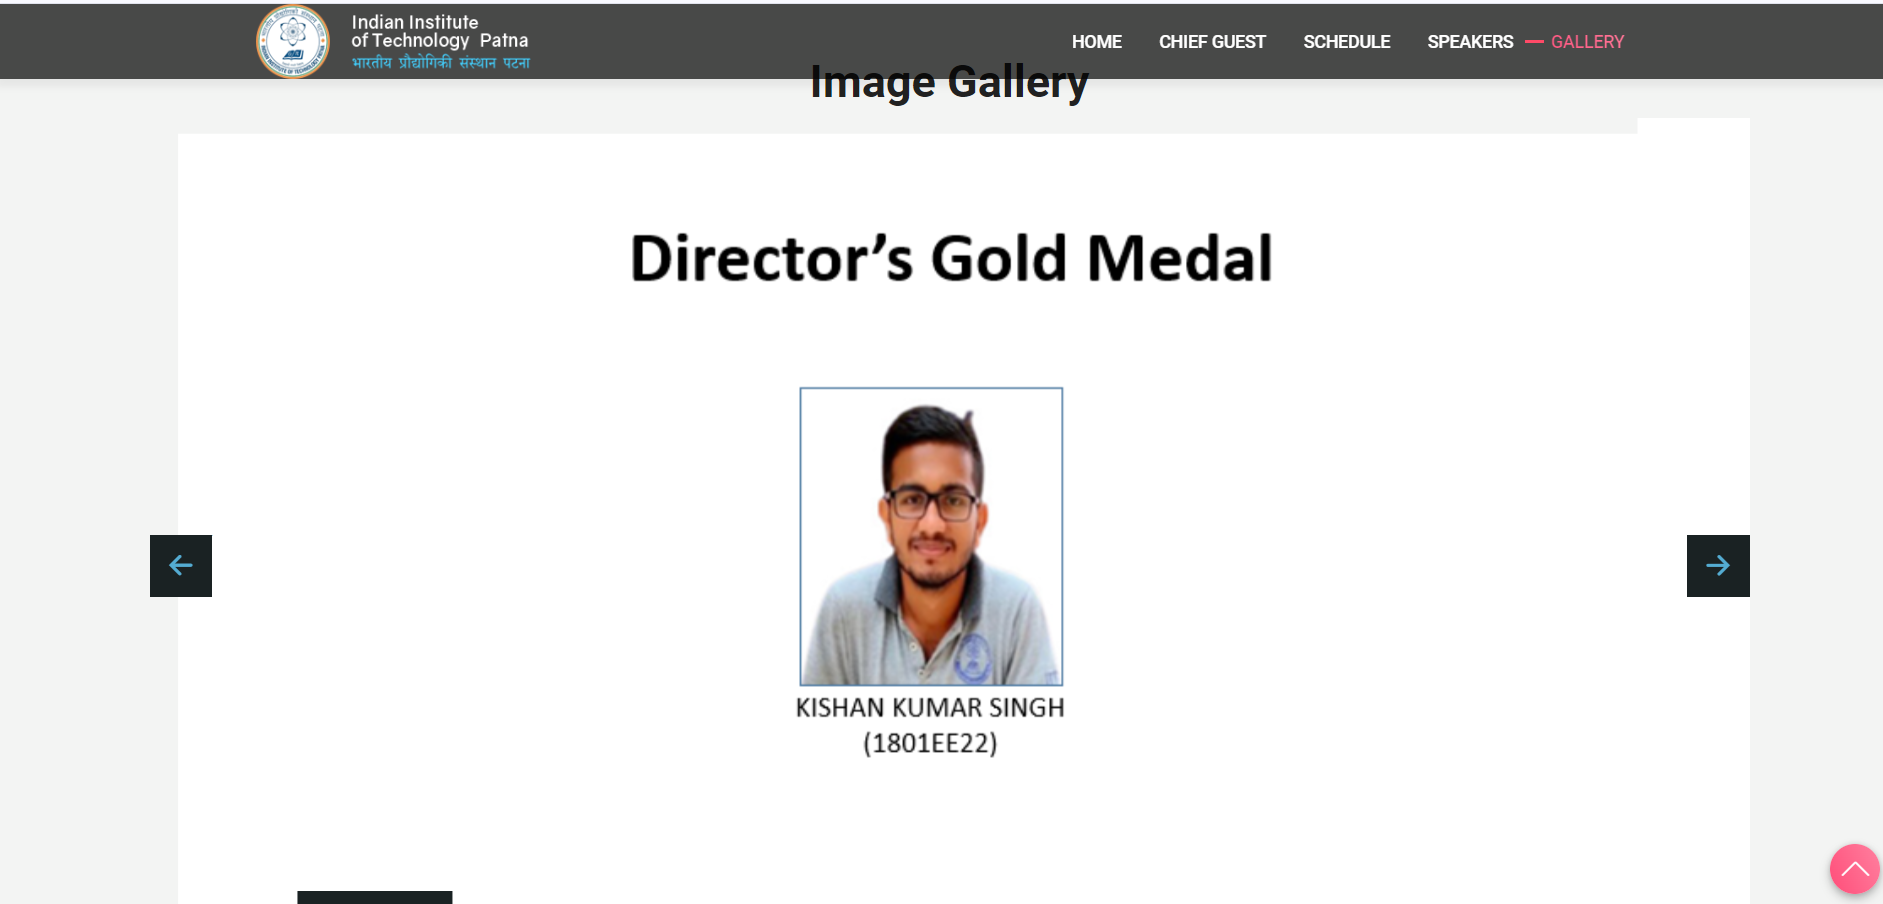 Indian Institute
of Technology Patna
भारतीय प्रौद्योगिकी संस्थान पटना
HOME CHIEF GUEST SCHEDULE SPEAKERS GALLERY
Image Gallery
Director’s Gold Medal
KISHAN KUMAR SINGH
(1801EE22)